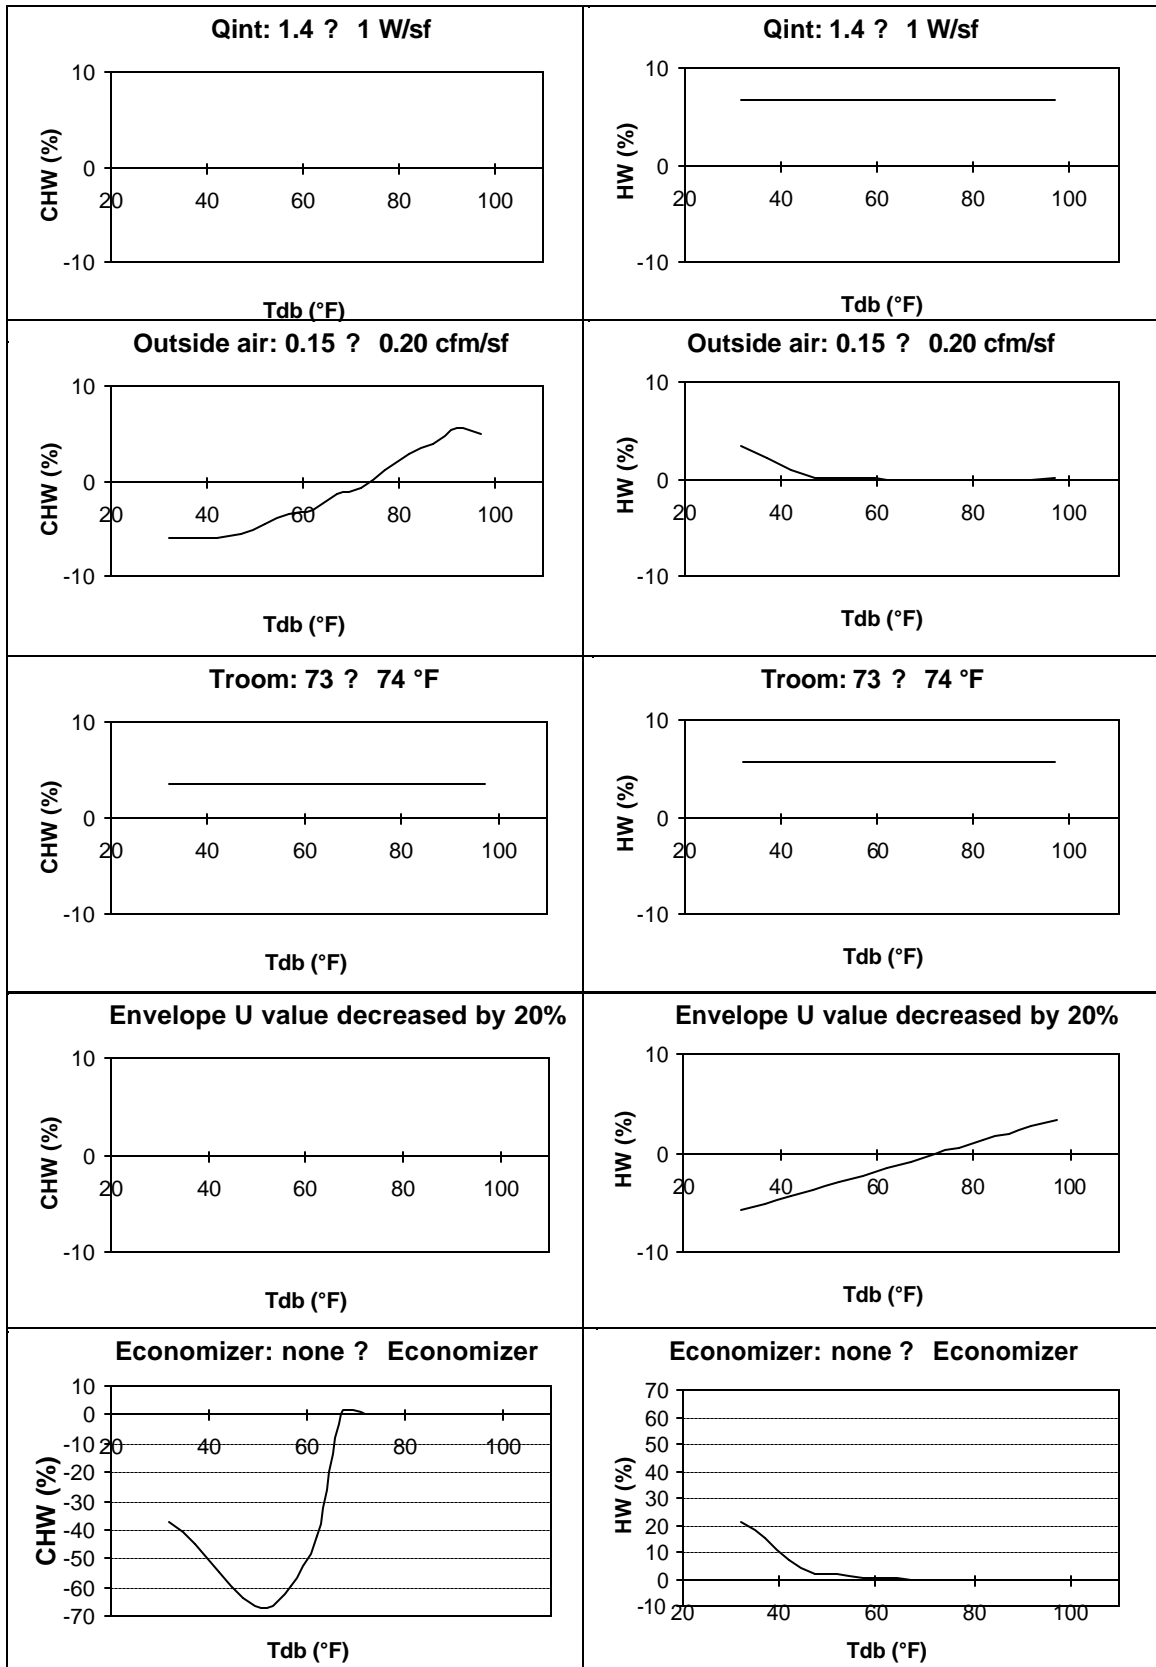 Qint: 1.4 ? 1 W/sf
10
0
-10
20 40 60 80 100
CHW (%)
Tdb (°F)
Qint: 1.4 ? 1 W/sf
10
0
-10
20 40 60 80 100
HW (%)
Tdb (°F)
Outside air: 0.15 ? 0.20 cfm/sf
10
0
-10
20 40 60 80 100
CHW (%)
Tdb (°F)
Outside air: 0.15 ? 0.20 cfm/sf
10
0
-10
20 40 60 80 100
HW (%)
Tdb (°F)
Troom: 73 ? 74 °F
10
0
-10
20 40 60 80 100
CHW (%)
Tdb (°F)
Troom: 73 ? 74 °F
10
0
-10
20 40 60 80 100
HW (%)
Tdb (°F)
Envelope U value decreased by 20%
10
0
-10
20 40 60 80 100
CHW (%)
Tdb (°F)
Envelope U value decreased by 20%
10
0
-10
20 40 60 80 100
HW (%)
Tdb (°F)
Economizer: none ? Economizer
10
0
-10
-20
-30
-40
-50
-60
-70
20 40 60 80 100
CHW (%)
Tdb (°F)
Economizer: none ? Economizer
70
60
50
40
30
20
10
0
-10
20 40 60 80 100
HW (%)
Tdb (°F)